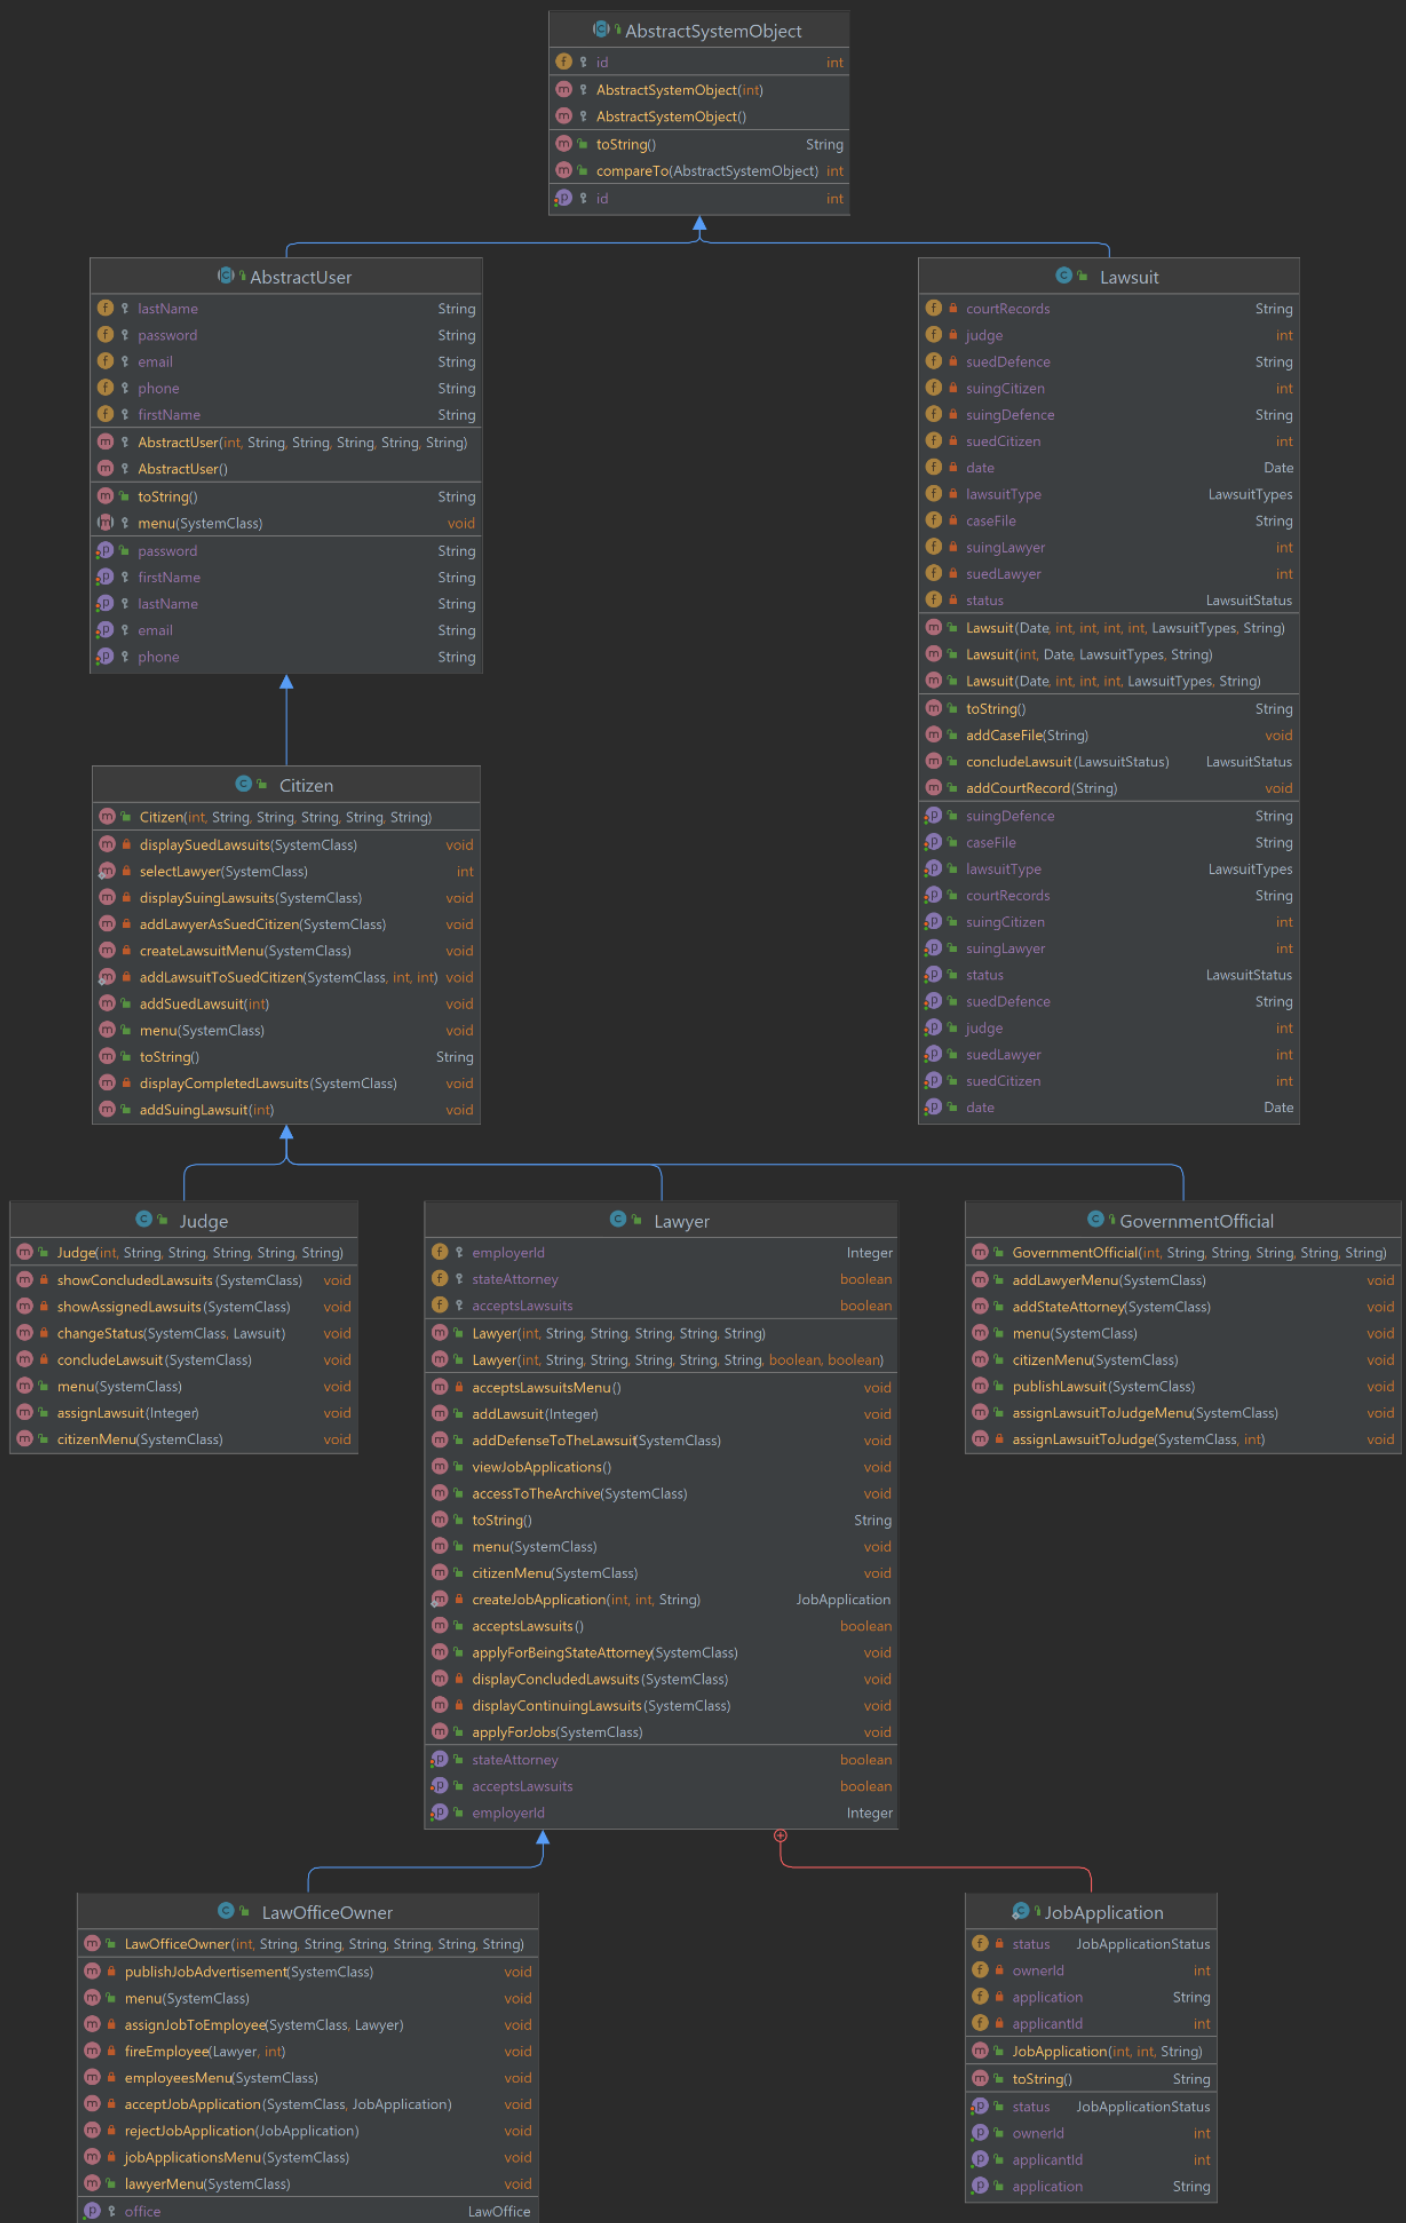 AbstractSystemObject
id int
AbstractSystemObject(int)
AbstractSystemObject()
toString() String
compareTo(AbstractSystemObject) int
id int
AbstractUser
lastName String
password String
email String
phone String
firstName String
AbstractUser(int, String, String, String, String, String)
AbstractUser()
toString() String
menu(SystemClass) void
password String
firstName String
lastName String
email String
phone String
Lawsuit
courtRecords String
judge int
suedDefence String
suingCitizen int
suingDefence String
suedCitizen int
date Date
lawsuitType LawsuitTypes
caseFile String
suingLawyer int
suedLawyer int
status LawsuitStatus
Lawsuit(Date, int, int, int, int, LawsuitTypes, String)
Lawsuit(int, Date, LawsuitTypes, String)
Lawsuit(Date, int, int, int, LawsuitTypes, String)
toString() String
addCaseFile(String) void
concludeLawsuit(LawsuitStatus) LawsuitStatus
addCourtRecord(String) void
suingDefence String
caseFile String
lawsuitType LawsuitTypes
courtRecords String
suingCitizen int
suingLawyer int
status LawsuitStatus
suedDefence String
judge int
suedLawyer int
suedCitizen int
date Date
Citizen
Citizen(int, String, String, String, String, String)
displaySuedLawsuits(SystemClass) void
selectLawyer(SystemClass) int
displaySuingLawsuits(SystemClass) void
addLawyerAsSuedCitizen(SystemClass) void
createLawsuitMenu(SystemClass) void
addLawsuitToSuedCitizen(SystemClass, int, int) void
addSuedLawsuit(int) void
menu(SystemClass) void
toString() String
displayCompletedLawsuits(SystemClass) void
addSuingLawsuit(int) void
Judge
Judge(int, String, String, String, String, String)
showConcludedLawsuits(SystemClass) void
showAssignedLawsuits(SystemClass) void
changeStatus(SystemClass, Lawsuit) void
concludeLawsuit(SystemClass) void
menu(SystemClass) void
assignLawsuit(Integer) void
citizenMenu(SystemClass) void
Lawyer
employerId Integer
stateAttorney boolean
acceptsLawsuits boolean
Lawyer(int, String, String, String, String, String)
Lawyer(int, String, String, String, String, String, boolean, boolean)
acceptsLawsuitsMenu() void
addLawsuit(Integer) void
addDefenseToTheLawsuit(SystemClass) void
viewJobApplications() void
accessToTheArchive(SystemClass) void
toString() String
menu(SystemClass) void
citizenMenu(SystemClass) void
createJobApplication(int, int, String) JobApplication
acceptsLawsuits() boolean
applyForBeingStateAttorney(SystemClass) void
displayConcludedLawsuits(SystemClass) void
displayContinuingLawsuits(SystemClass) void
applyForJobs(SystemClass) void
stateAttorney boolean
acceptsLawsuits boolean
employerId Integer
GovernmentOfficial
GovernmentOfficial(int, String, String, String, String, String)
addLawyerMenu(SystemClass) void
addStateAttorney(SystemClass) void
menu(SystemClass) void
citizenMenu(SystemClass) void
publishLawsuit(SystemClass) void
assignLawsuitToJudgeMenu(SystemClass) void
assignLawsuitToJudge(SystemClass, int) void
LawOfficeOwner
LawOfficeOwner(int, String, String, String, String, String, String)
publishJobAdvertisement(SystemClass) void
menu(SystemClass) void
assignJobToEmployee(SystemClass, Lawyer) void
fireEmployee(Lawyer, int) void
employeesMenu(SystemClass) void
acceptJobApplication(SystemClass, JobApplication) void
rejectJobApplication(JobApplication) void
jobApplicationsMenu(SystemClass) void
lawyerMenu(SystemClass) void
office LawOffice
JobApplication
status JobApplicationStatus
ownerId int
application String
applicantId int
JobApplication(int, int, String)
toString() String
status JobApplicationStatus
ownerId int
applicantId int
application String